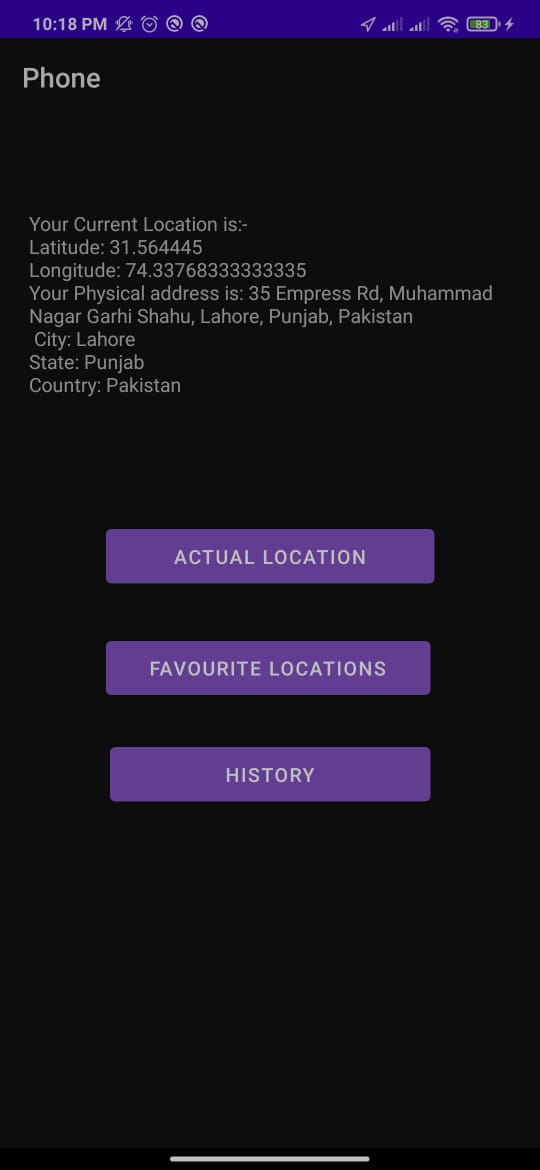 10:18 PM 83
Phone
Your Current Location is:-
Latitude: 31.564445
Longitude: 74.33768333333335
Your Physical address is: 35 Empress Rd, Muhammad
Nagar Garhi Shahu, Lahore, Punjab, Pakistan
City: Lahore
State: Punjab
Country: Pakistan
ACTUAL LOCATION
FAVOURITE LOCATIONS
HISTORY